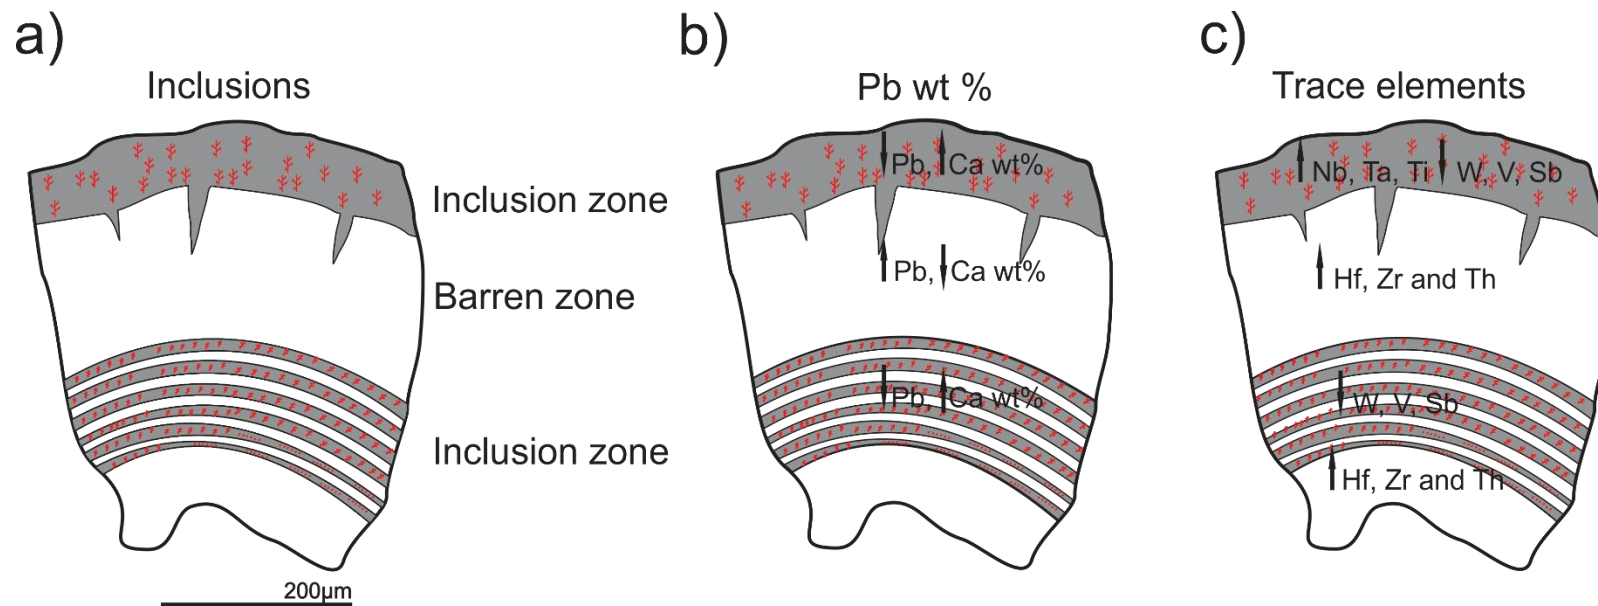 a)
Inclusions
Inclusion zone
Barren zone
Inclusion zone
200µm
b)
Pb wt %
Pb, Ca wt%
Pb, Ca wt%
Pb, Ca wt%
c)
Trace elements
Nb, Ta, Ti W, V, Sb
Hf, Zr and Th
W, V, Sb
Hf, Zr and Th